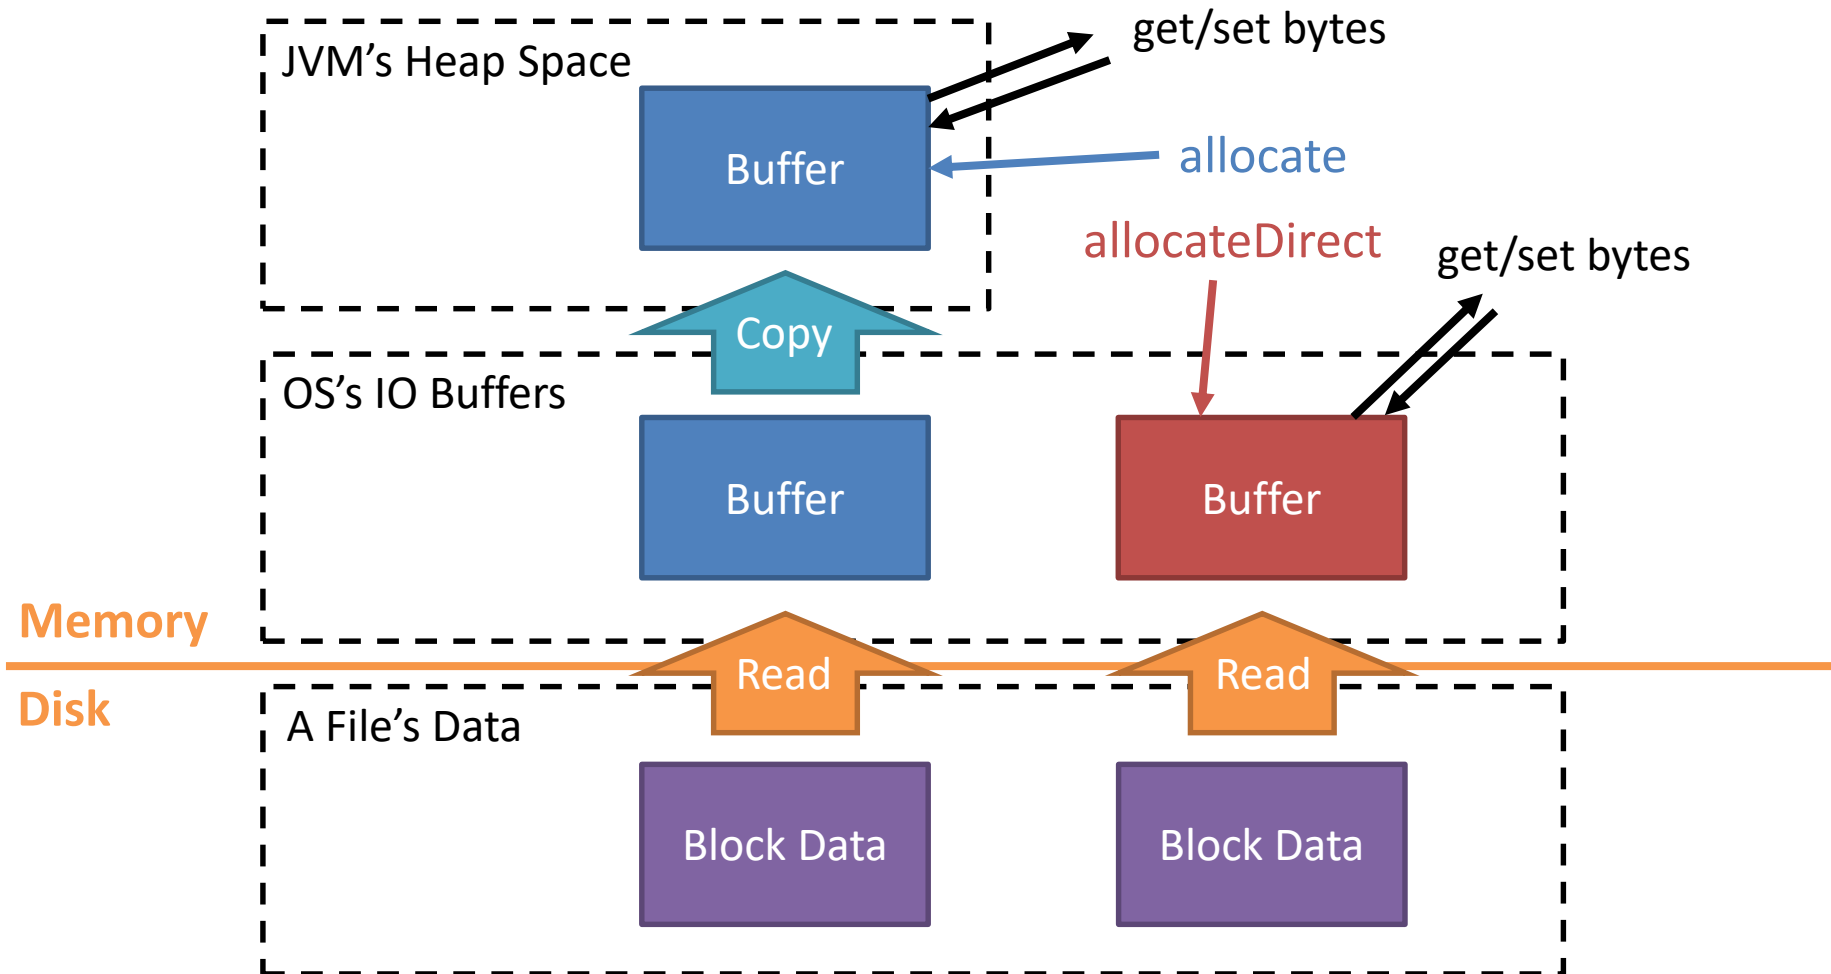 get/set bytes
JVM's Heap Space
Buffer
allocate
allocateDirect
get/set bytes
Copy
OS's IO Buffers
Buffer
Buffer
Memory
Read
Read
Disk
A File's Data
Block Data
Block Data